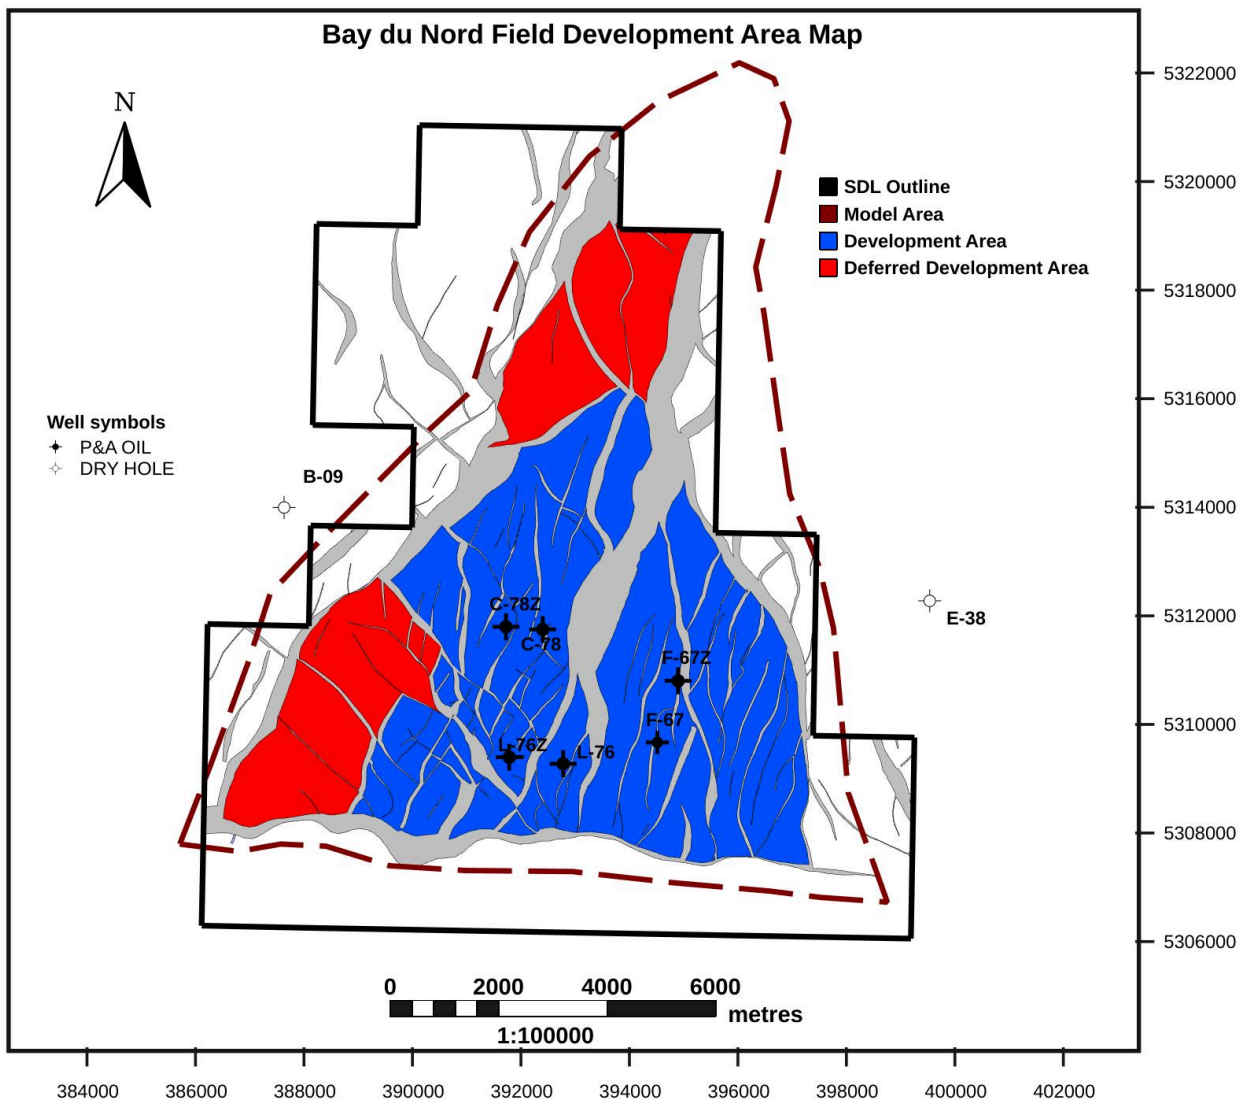 Bay du Nord Field Development Area Map
N
5322000
5320000
5318000
5316000
5314000
5312000
5310000
5308000
5306000
SDL Outline
Model Area
Development Area
Deferred Development Area
Well symbols
P&A OIL
DRY HOLE
B-09
C-78Z
C-78
E-38
F-67Z
F-67
L-76Z
L-76
0 2000 4000 6000
metres
1:100000
384000 386000 388000 390000 392000 394000 396000 398000 400000 402000